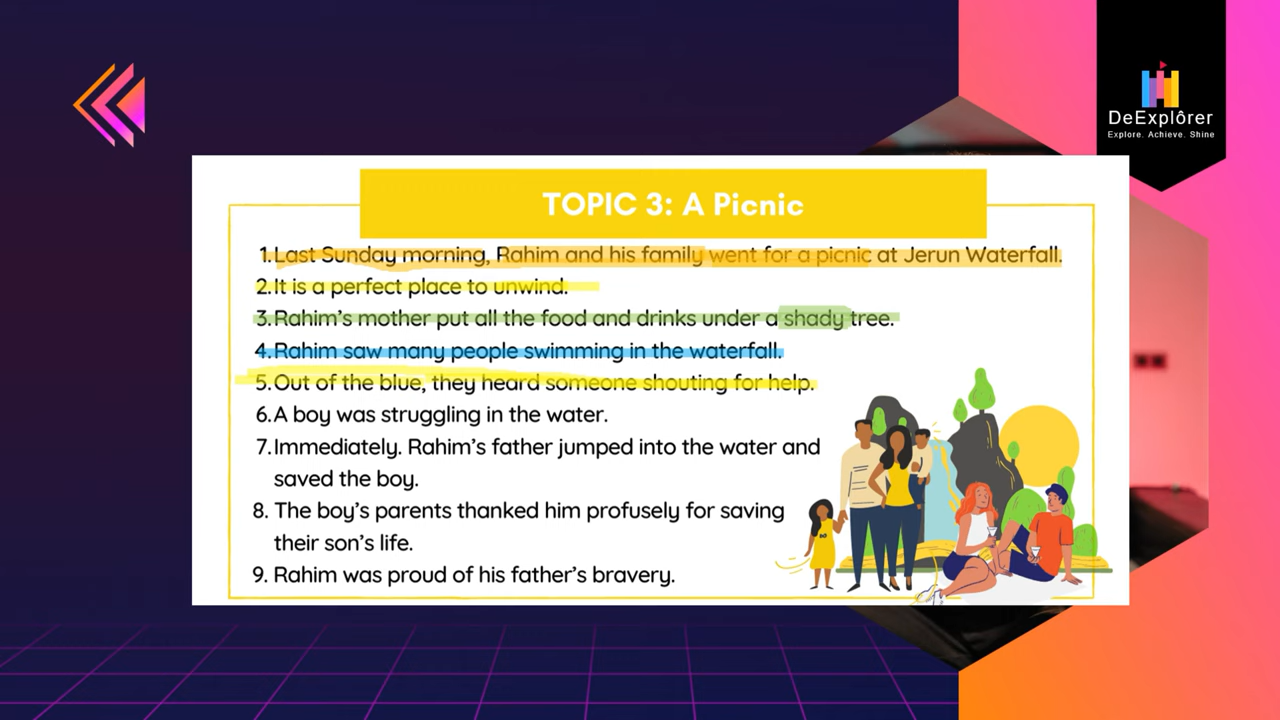 DeExplôrer
Explore. Achieve. Shine
TOPIC 3: A Picnic
1. Last Sunday morning, Rahim and his family went for a picnic at Jerun Waterfall.
2. It is a perfect place to unwind.
3. Rahim's mother put all the food and drinks under a shady tree.
4. Rahim saw many people swimming in the waterfall.
5. Out of the blue, they heard someone shouting for help.
6. A boy was struggling in the water.
7. Immediately. Rahim's father jumped into the water and
saved the boy.
8. The boy's parents thanked him profusely for saving
their son's life.
9. Rahim was proud of his father's bravery.